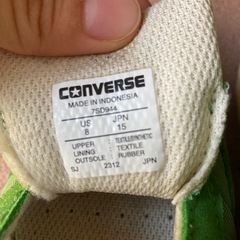 CONVERSE
MADE IN INDONESIA
7SD944
US JPN
8 15
UPPER : TEXTILE/SYNTHETIC
LINING : TEXTILE
OUTSOLE : RUBBER
SJ 2312 JPN